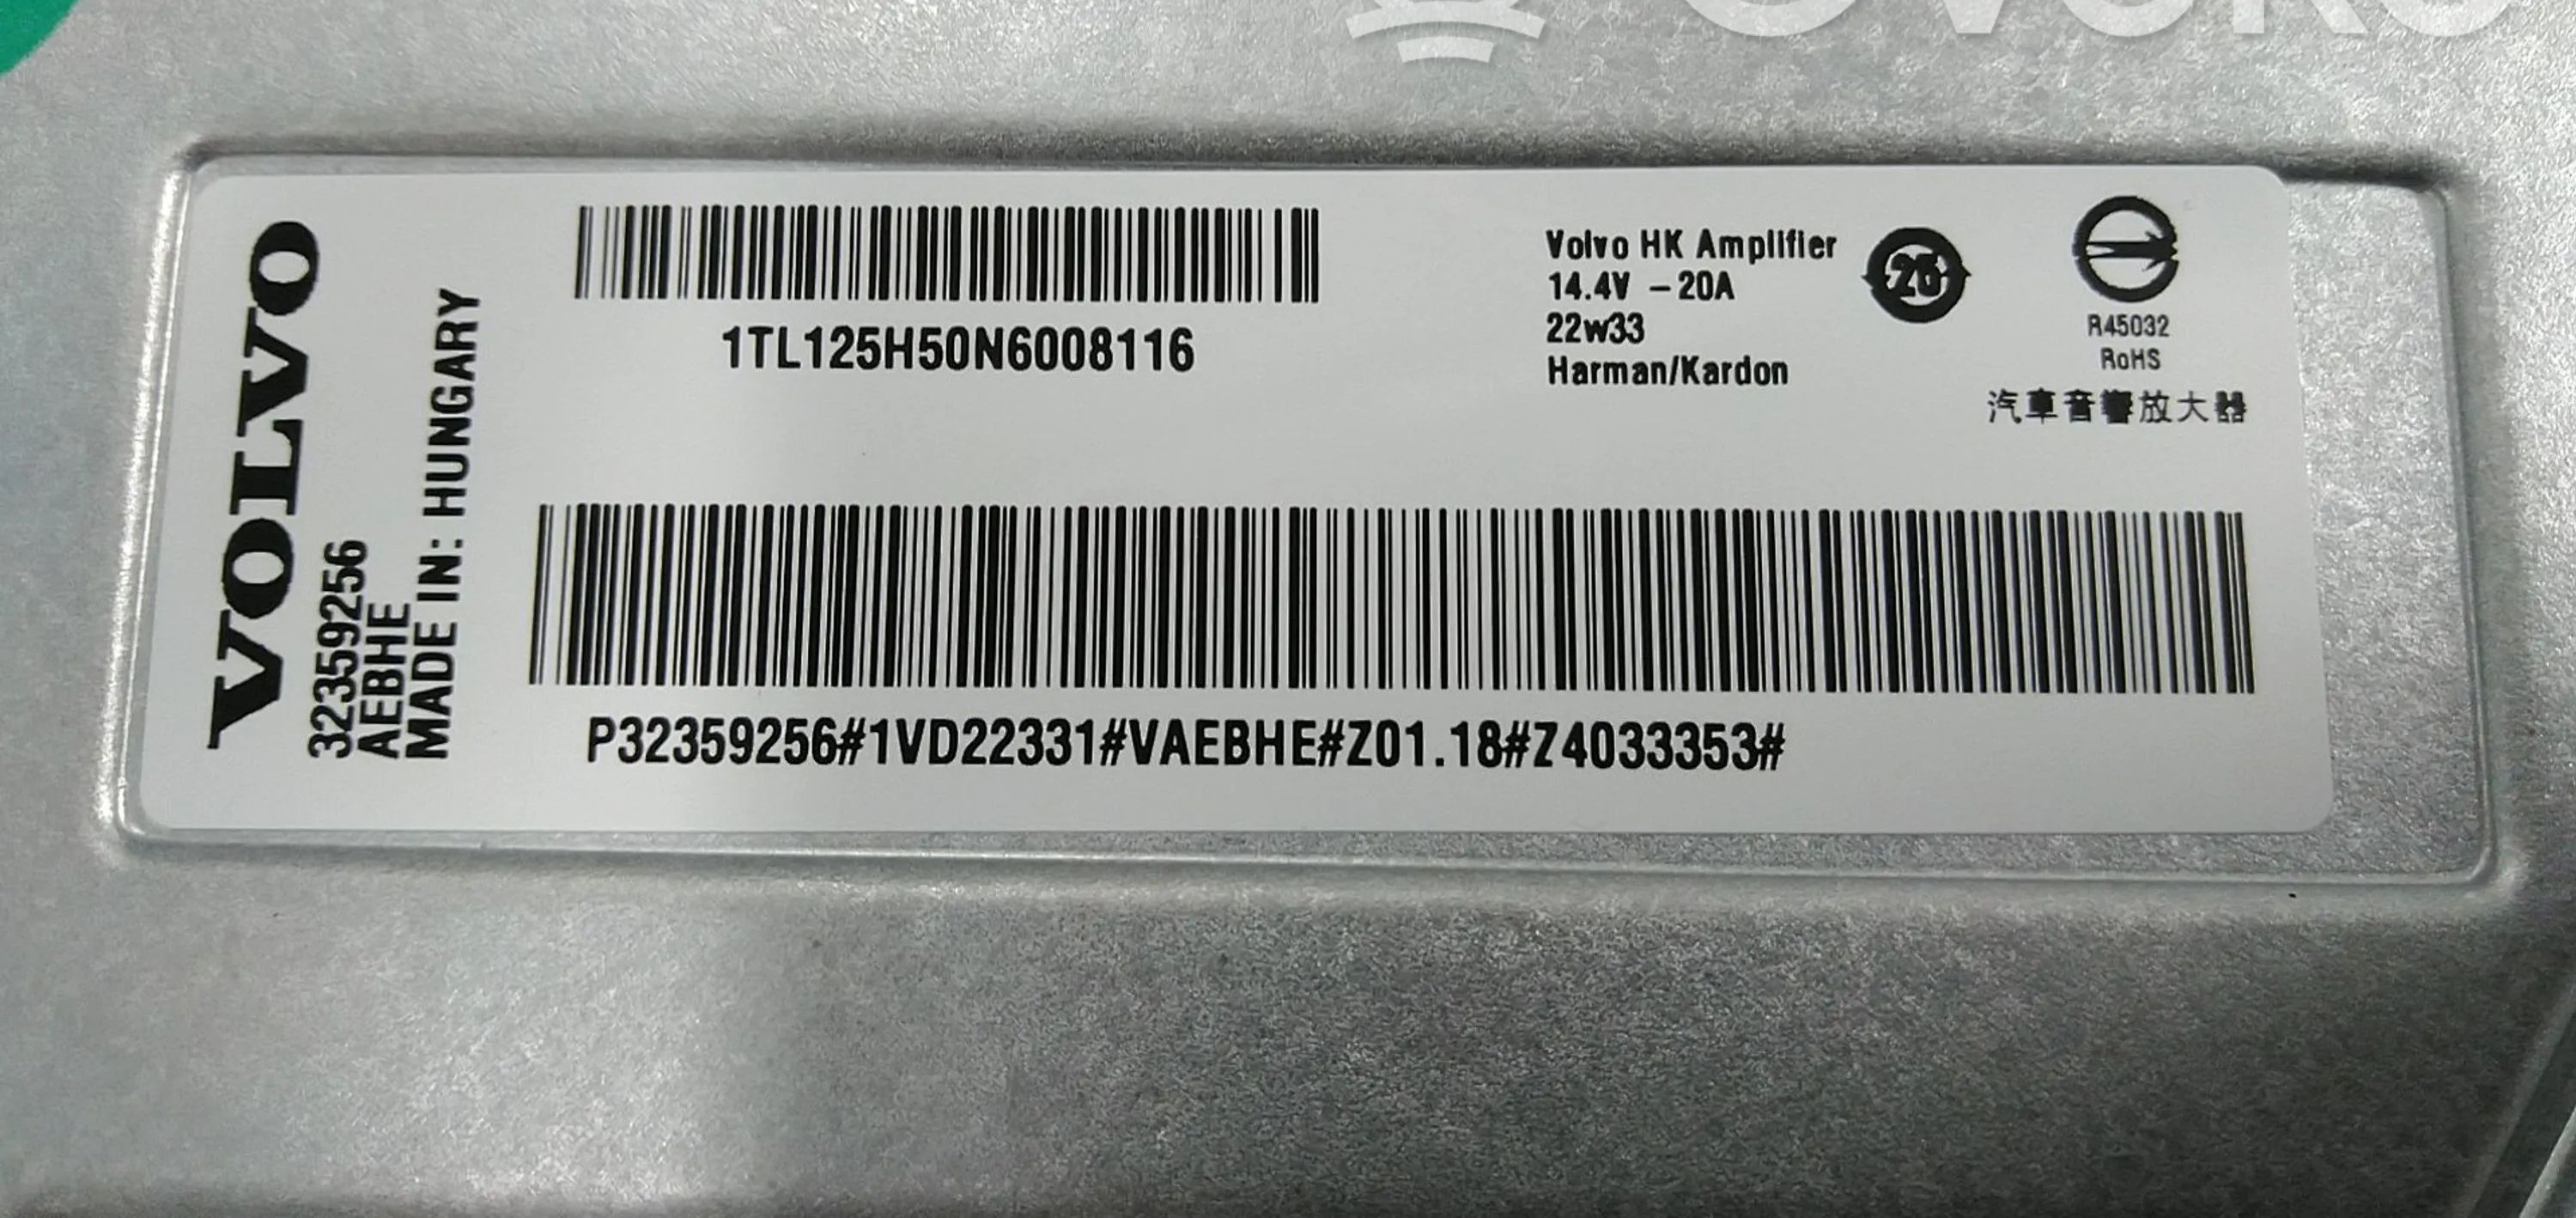 VOLVO
32359256
AEBHE
MADE IN: HUNGARY
1TL125H50N6008116
Volvo HK Amplifier
14.4V – 20A
22w33
Harman/Kardon
R45032
RoHS
汽車音響放大器
P32359256#1VD22331#VAEBHE#Z01.18#Z4033353#